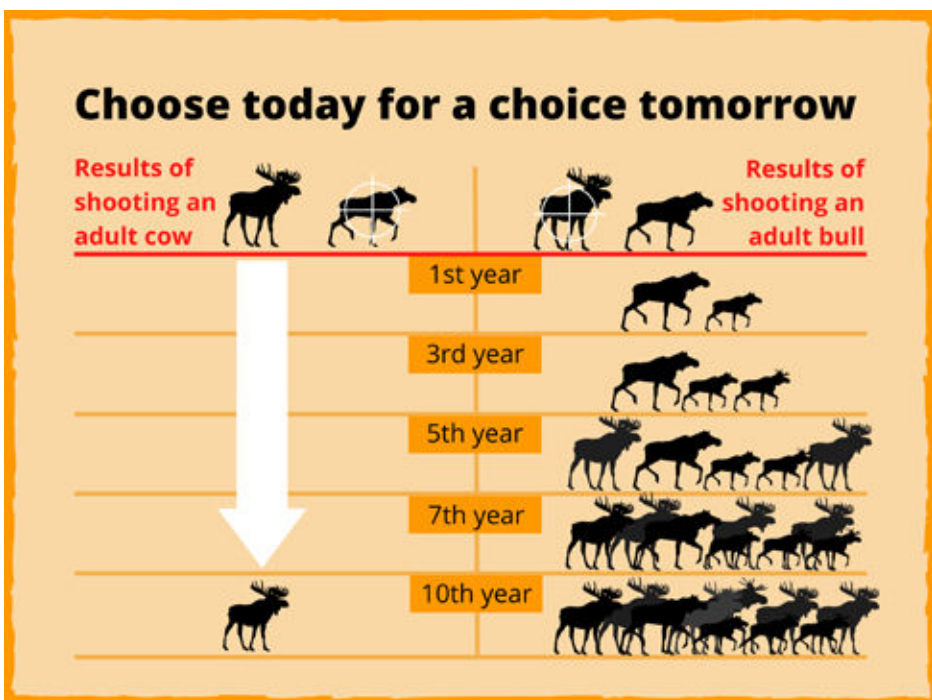 Choose today for a choice tomorrow
Results of
shooting an
adult cow
Results of
shooting an
adult bull
1st year
3rd year
5th year
7th year
10th year